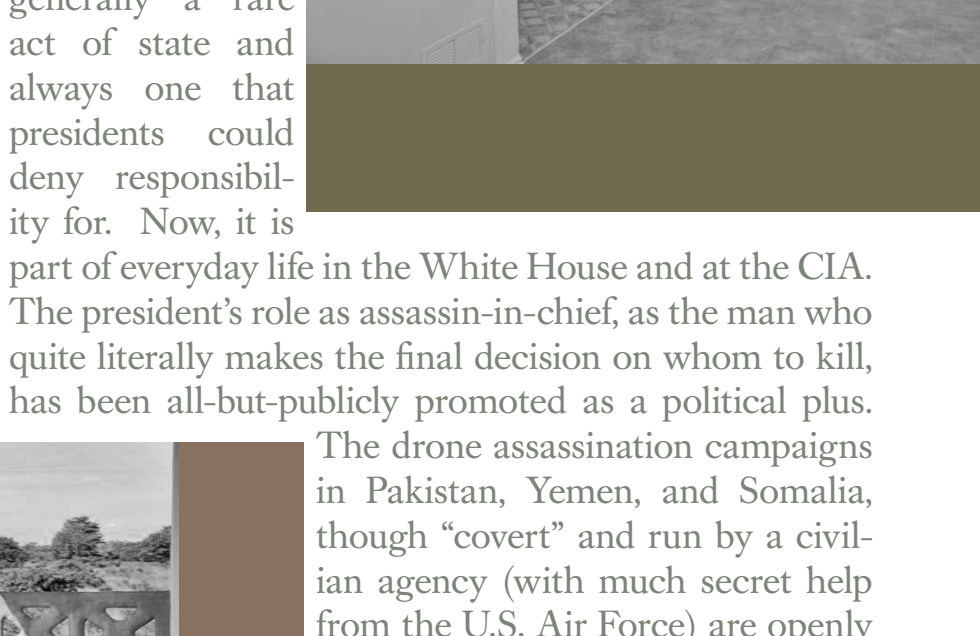 generally a rare
act of state and
always one that
presidents could
deny responsibil-
ity for. Now, it is
part of everyday life in the White House and at the CIA.
The president's role as assassin-in-chief, as the man who
quite literally makes the final decision on whom to kill,
has been all-but-publicly promoted as a political plus.
The drone assassination campaigns
in Pakistan, Yemen, and Somalia,
though “covert” and run by a civil-
ian agency (with much secret help
from the U.S. Air Force) are openly